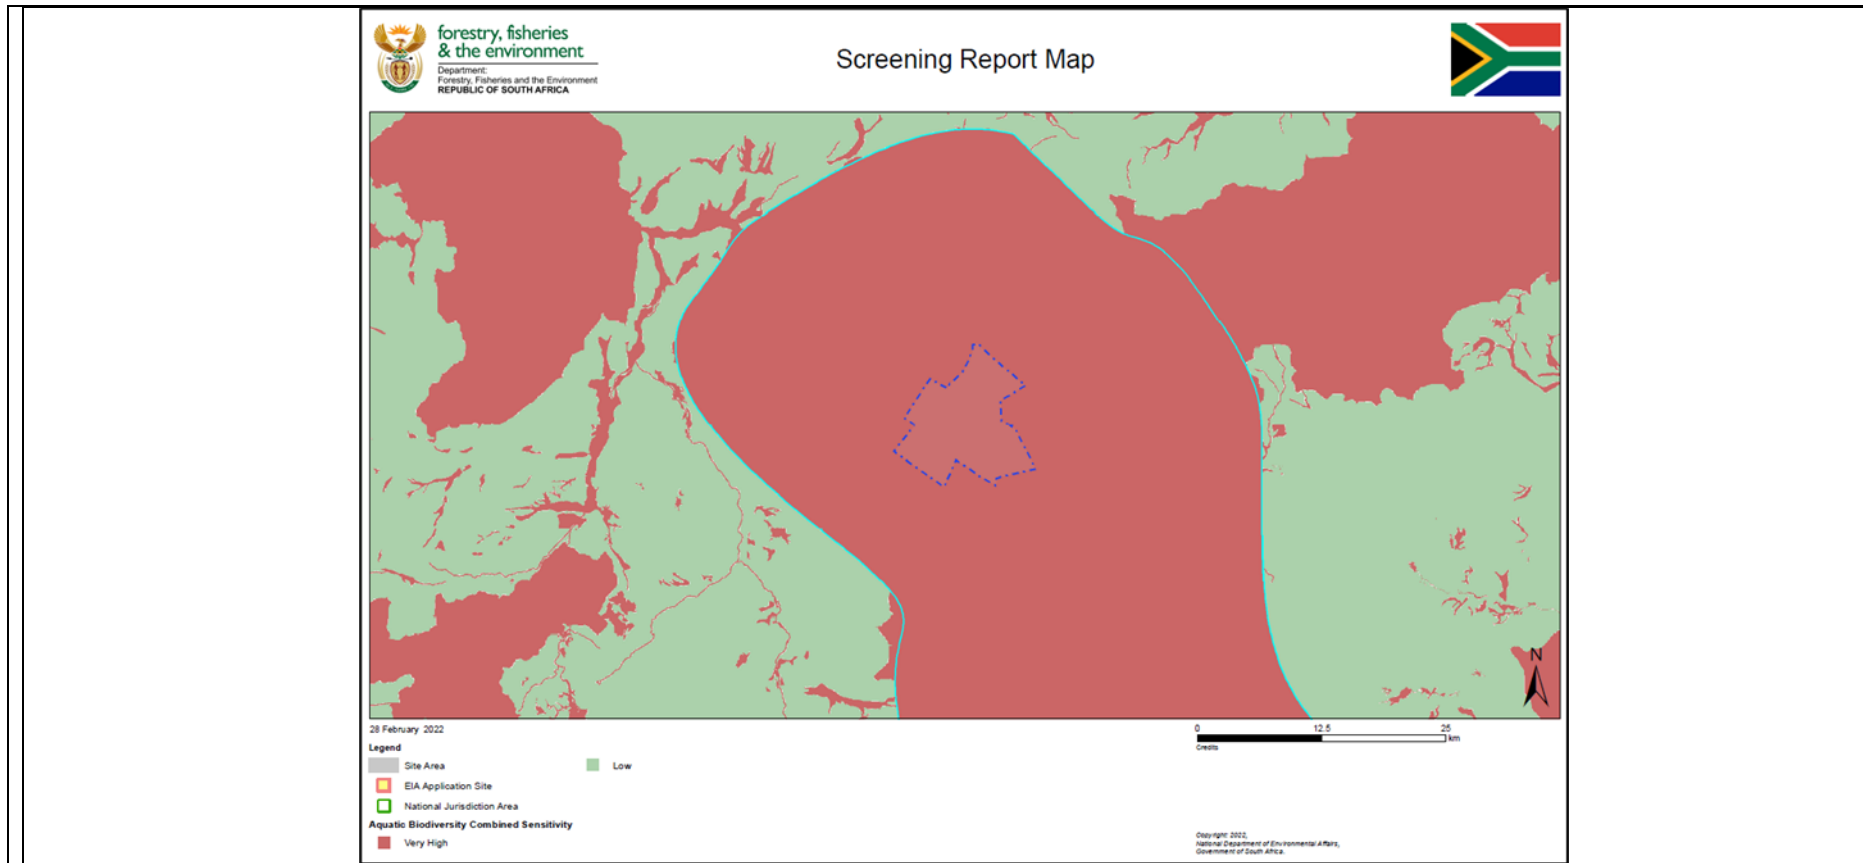 forestry, fisheries
& the environment
Department:
Forestry, Fisheries and the Environment
REPUBLIC OF SOUTH AFRICA
Screening Report Map
N
28 February 2022
0 12.5 25
km
Credits
Legend
Site Area
Low
EIA Application Site
National Jurisdiction Area
Aquatic Biodiversity Combined Sensitivity
Very High
Copyright 2022,
National Department of Environmental Affairs,
Government of South Africa.